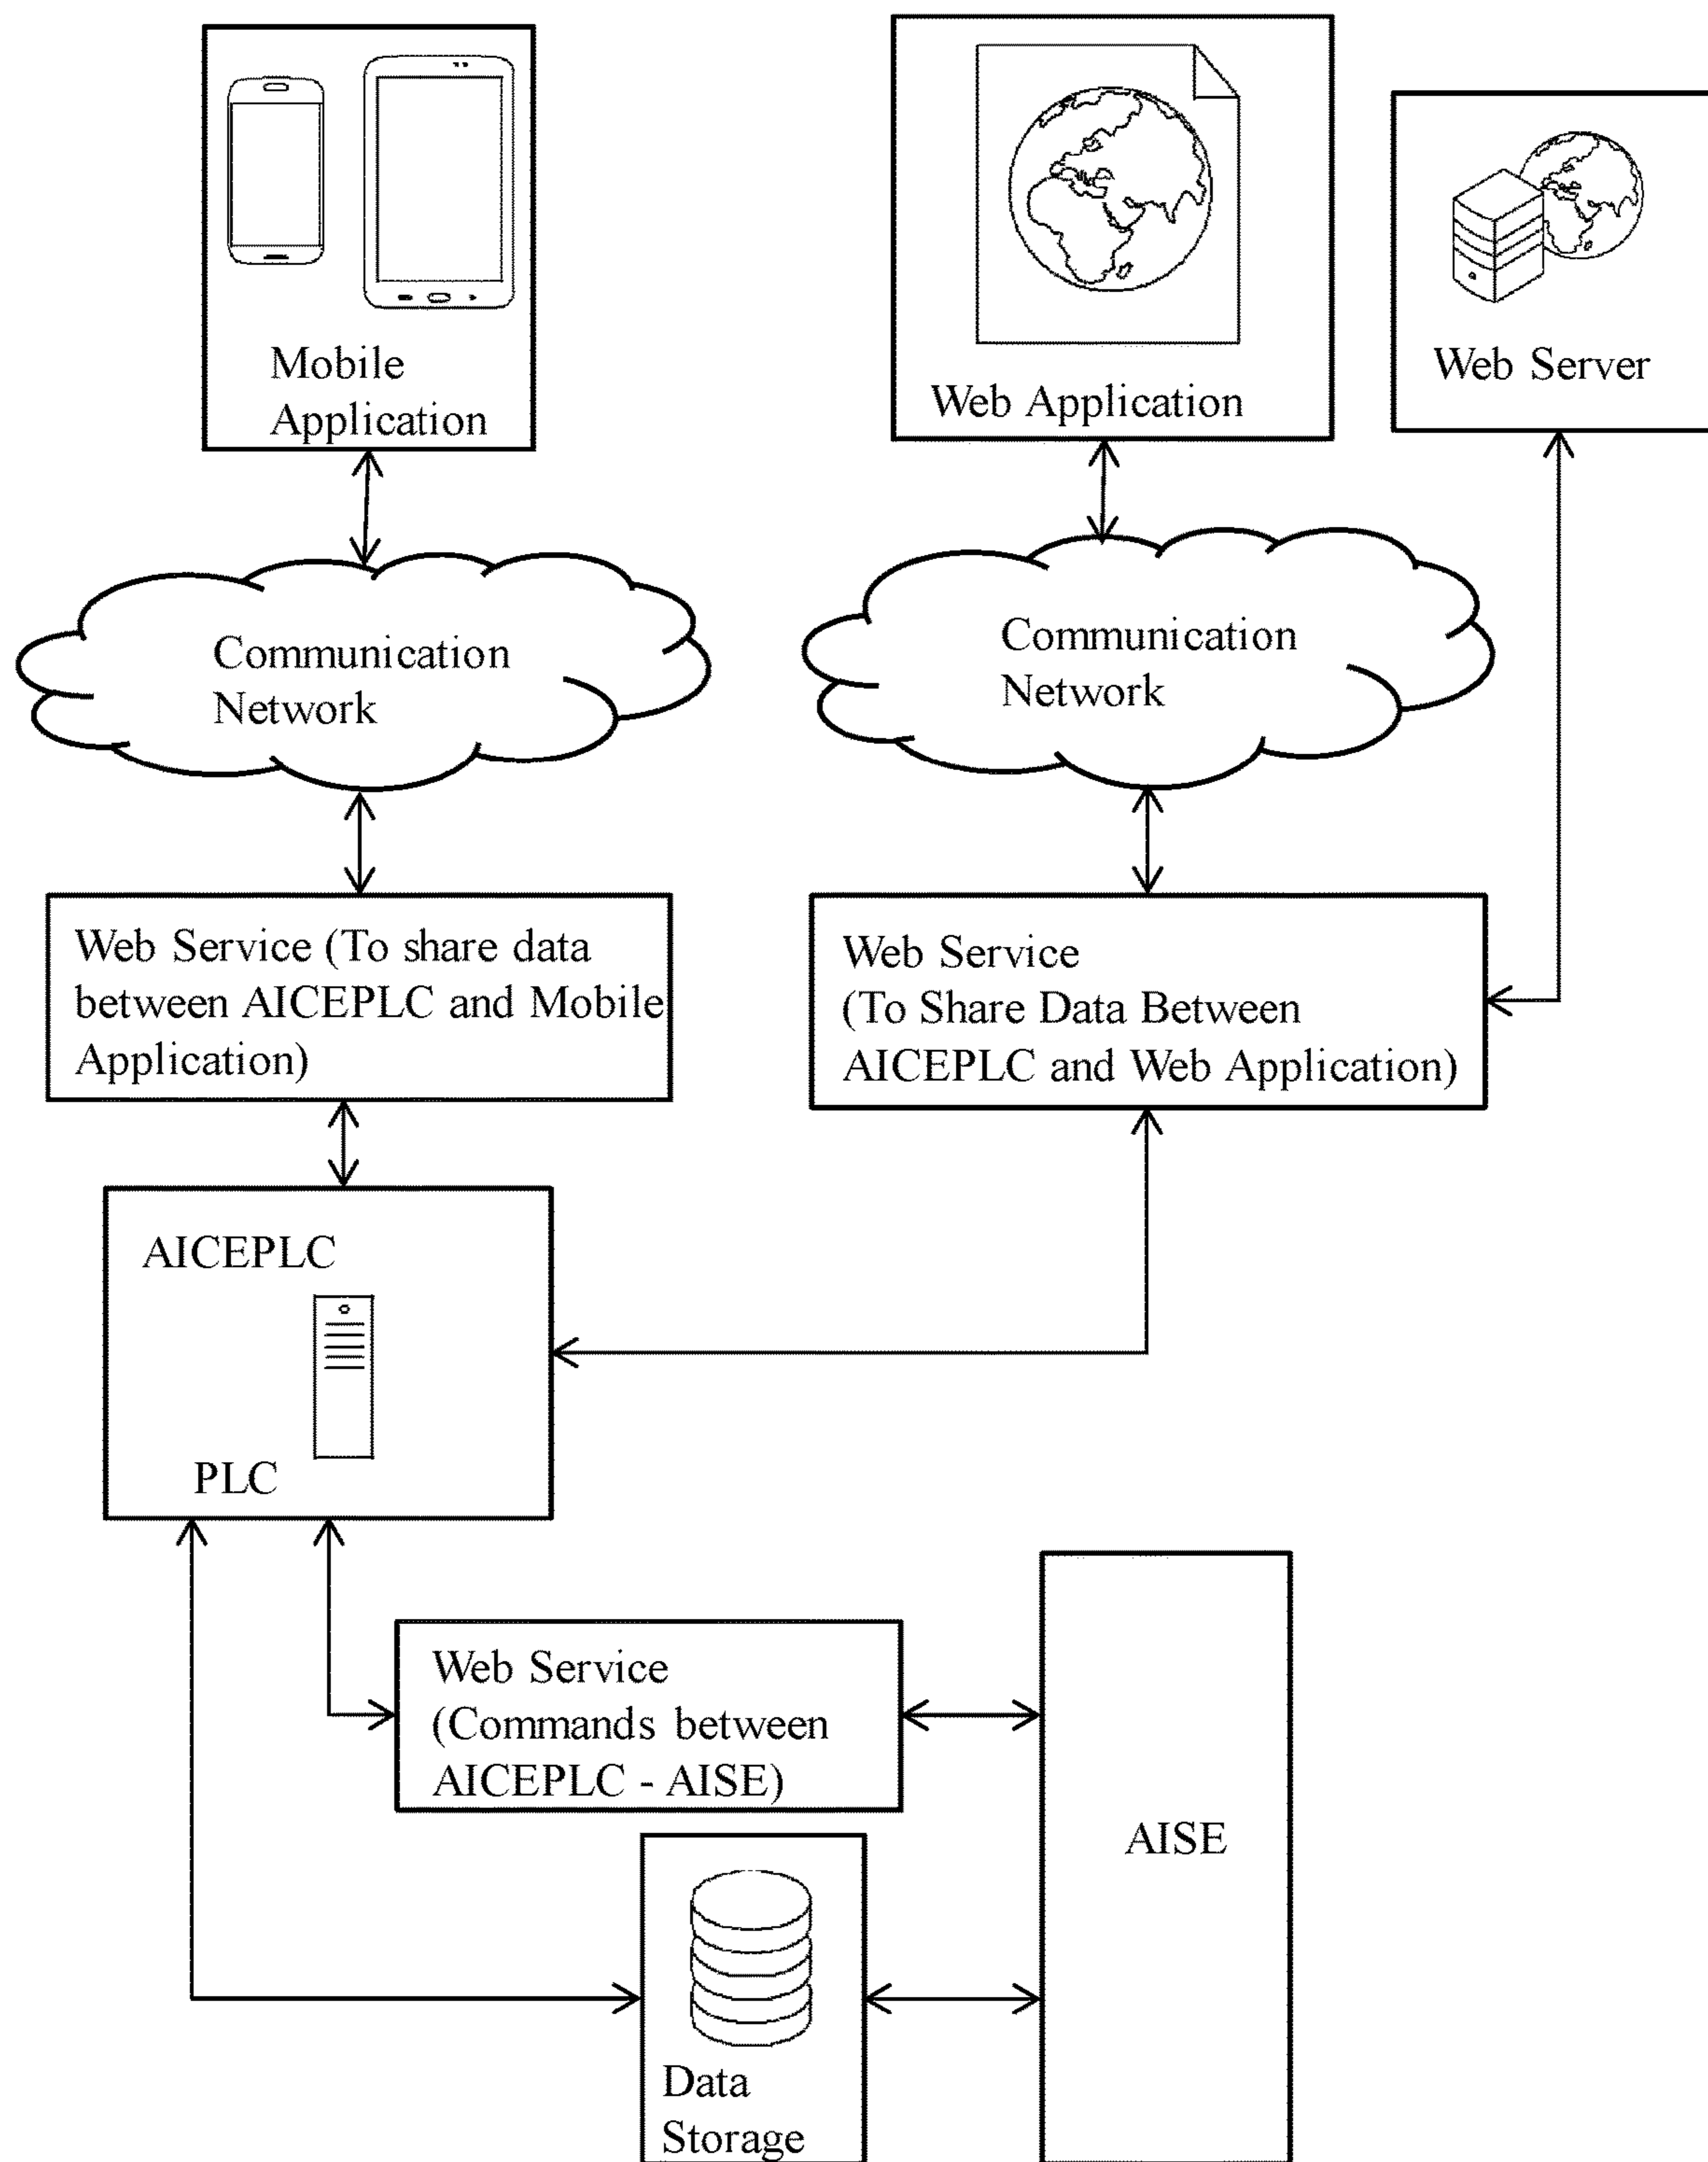 Mobile
Application
Web Application
Web Server
Communication
Network
Communication
Network
Web Service (To share data
between AICEPLC and Mobile
Application)
Web Service
(To Share Data Between
AICEPLC and Web Application)
AICEPLC
PLC
Web Service
(Commands between
AICEPLC - AISE)
AISE
Data
Storage